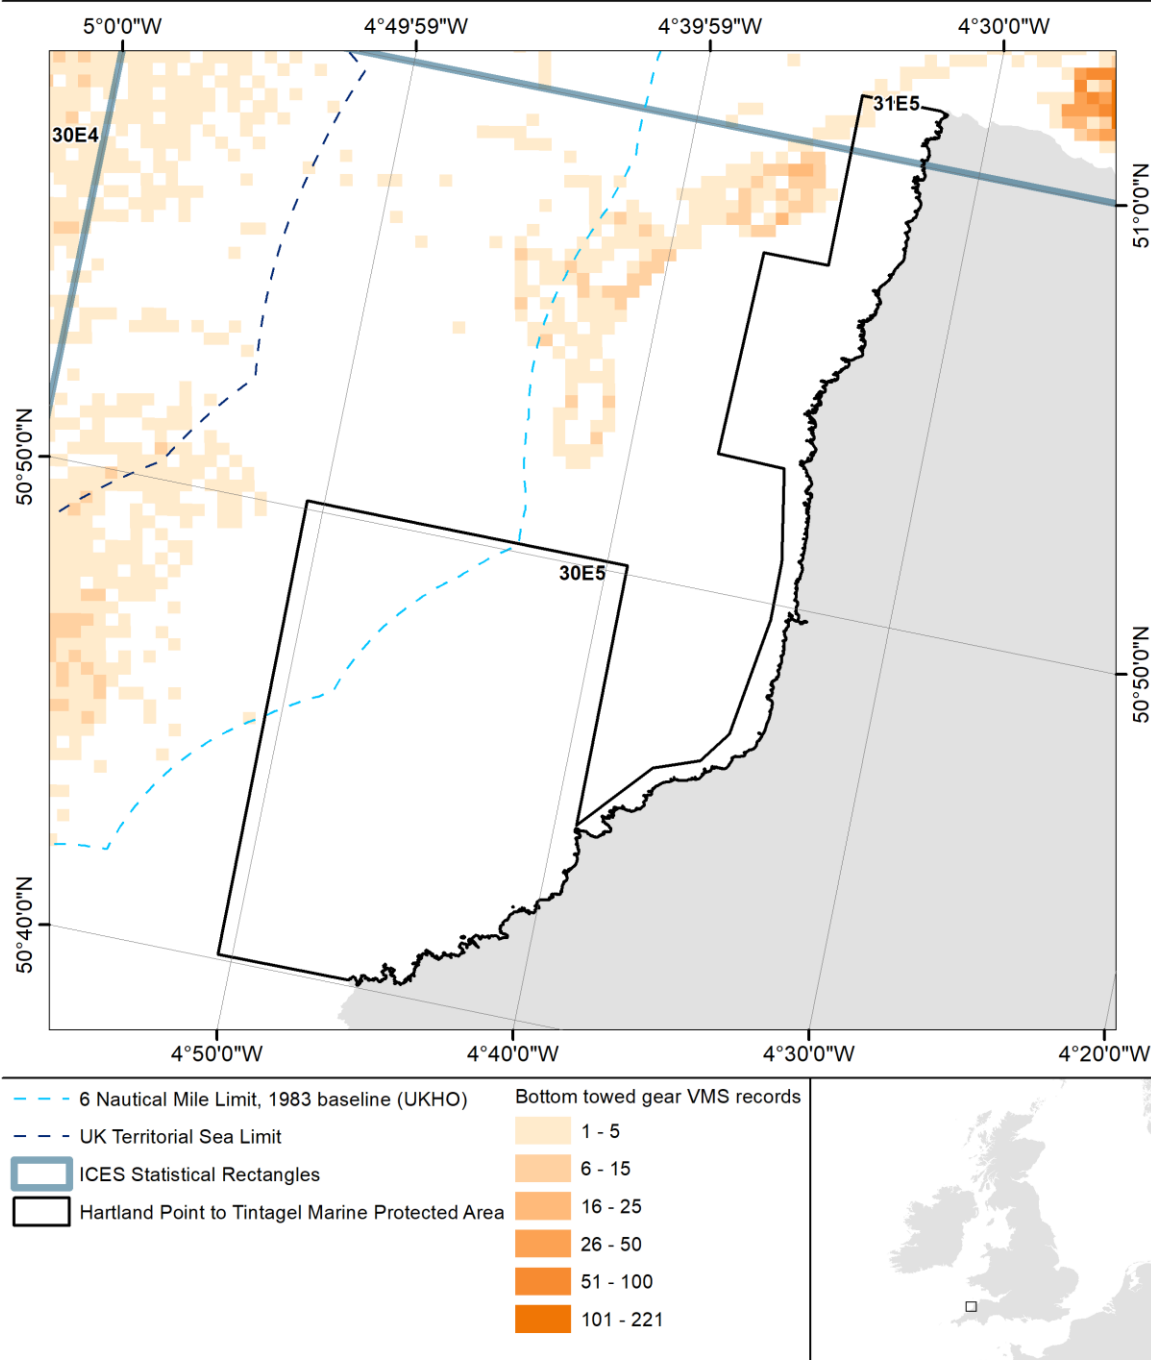 5°0'0"W
4°49'59"W
4°39'59"W
4°30'0"W
31E5
30E4
51°0'0"N
50°50'0"N
30E5
50°50'0"N
50°40'0"N
4°50'0"W
4°40'0"W
4°30'0"W
4°20'0"W
6 Nautical Mile Limit, 1983 baseline (UKHO)
UK Territorial Sea Limit
ICES Statistical Rectangles
Hartland Point to Tintagel Marine Protected Area
Bottom towed gear VMS records
1 - 5
6 - 15
16 - 25
26 - 50
51 - 100
101 - 221